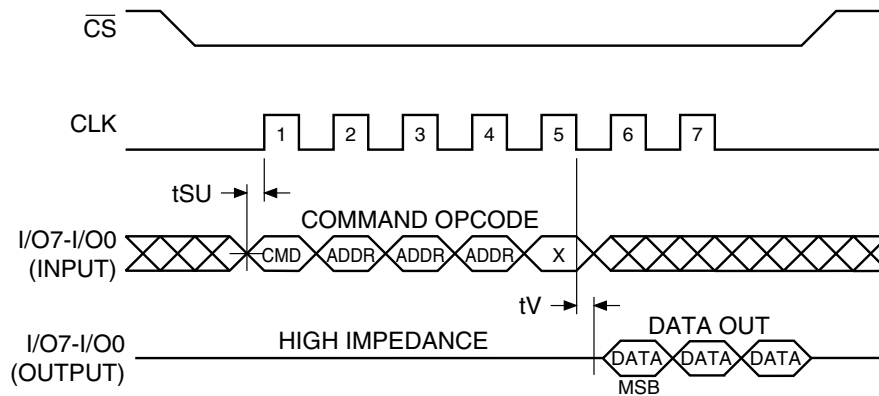 CS
CLK
1 2 3 4 5 6 7
tSU
COMMAND OPCODE
I/O7-I/O0
(INPUT)
CMD ADDR ADDR ADDR X
tV
HIGH IMPEDANCE
DATA OUT
I/O7-I/O0
(OUTPUT)
DATA DATA DATA
MSB